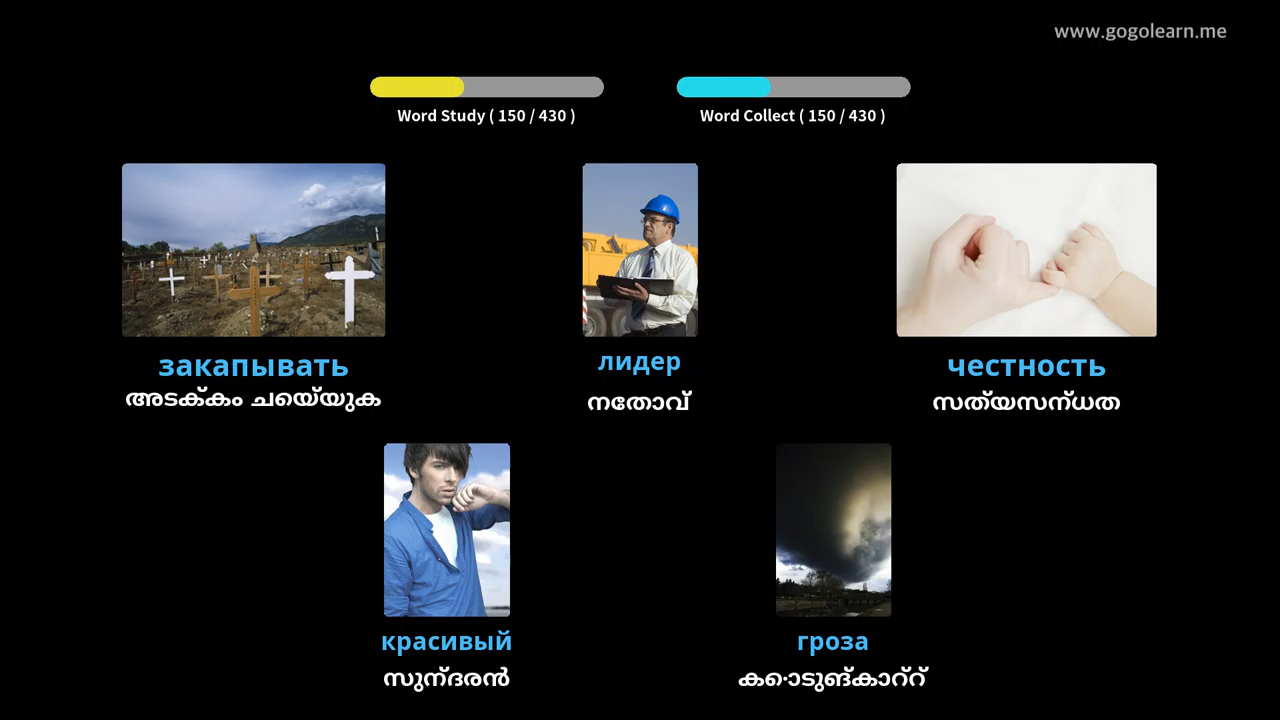 www.gogolearn.me
Word Study ( 150 / 430 )
Word Collect ( 150 / 430 )
закапывать
അടക്കം ചെയ്യുക
лидер
നേതാവ്
честность
സത്യസന്ധത
красивый
സുന്ദരൻ
гроза
കൊടുങ്കാറ്റ്